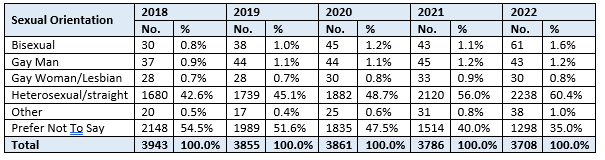 Sexual Orientation 2018 2019 2020 2021 2022
No. % No. % No. % No. % No. %
Bisexual 30 0.8% 38 1.0% 45 1.2% 43 1.1% 61 1.6%
Gay Man 37 0.9% 44 1.1% 44 1.1% 45 1.2% 43 1.2%
Gay Woman/Lesbian 28 0.7% 28 0.7% 30 0.8% 33 0.9% 30 0.8%
Heterosexual/straight 1680 42.6% 1739 45.1% 1882 48.7% 2120 56.0% 2238 60.4%
Other 20 0.5% 17 0.4% 25 0.6% 31 0.8% 38 1.0%
Prefer Not To Say 2148 54.5% 1989 51.6% 1835 47.5% 1514 40.0% 1298 35.0%
Total 3943 100.0% 3855 100.0% 3861 100.0% 3786 100.0% 3708 100.0%